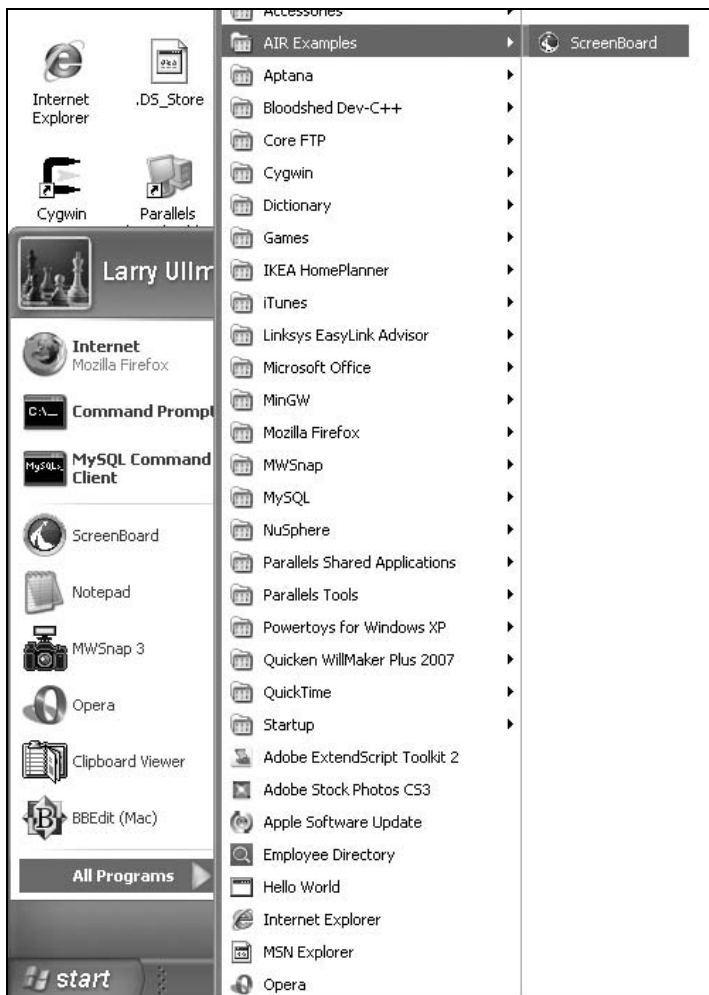 Internet
Explorer
.DS_Store
Cygwin
Parallels
Larry Ullm
Internet
Mozilla Firefox
C:\_
Command Prompt
MySQL>
MySQL Command
Client
ScreenBoard
Notepad
MWSnap 3
Opera
Clipboard Viewer
BBEdit (Mac)
All Programs
start
Accessories
AIR Examples
Aptana
Bloodshed Dev-C++
Core FTP
Cygwin
Dictionary
Games
IKEA HomePlanner
iTunes
Linksys EasyLink Advisor
Microsoft Office
MinGW
Mozilla Firefox
MWSnap
MySQL
NuSphere
Parallels Shared Applications
Parallels Tools
Powertoys for Windows XP
Quicken WillMaker Plus 2007
QuickTime
Startup
Adobe ExtendScript Toolkit 2
Adobe Stock Photos CS3
Apple Software Update
Employee Directory
Hello World
Internet Explorer
MSN Explorer
Opera
ScreenBoard